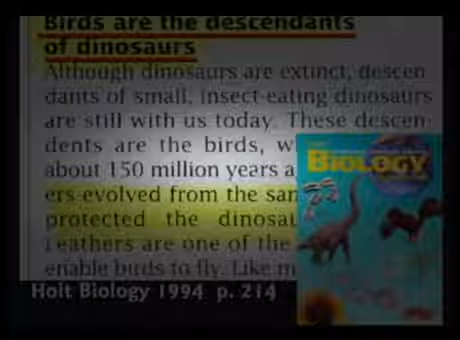 Birds are the descendants
of dinosaurs
Although dinosaurs are extinct, descen
dants of small, insect-eating dinosaurs
are still with us today. These descen-
dents are the birds, w
about 150 million years a
ers evolved from the sam
protected the dinosau
Feathers are one of the
enable birds to fly. Like m
BIOLOGY
Holt Biology 1994 p. 214